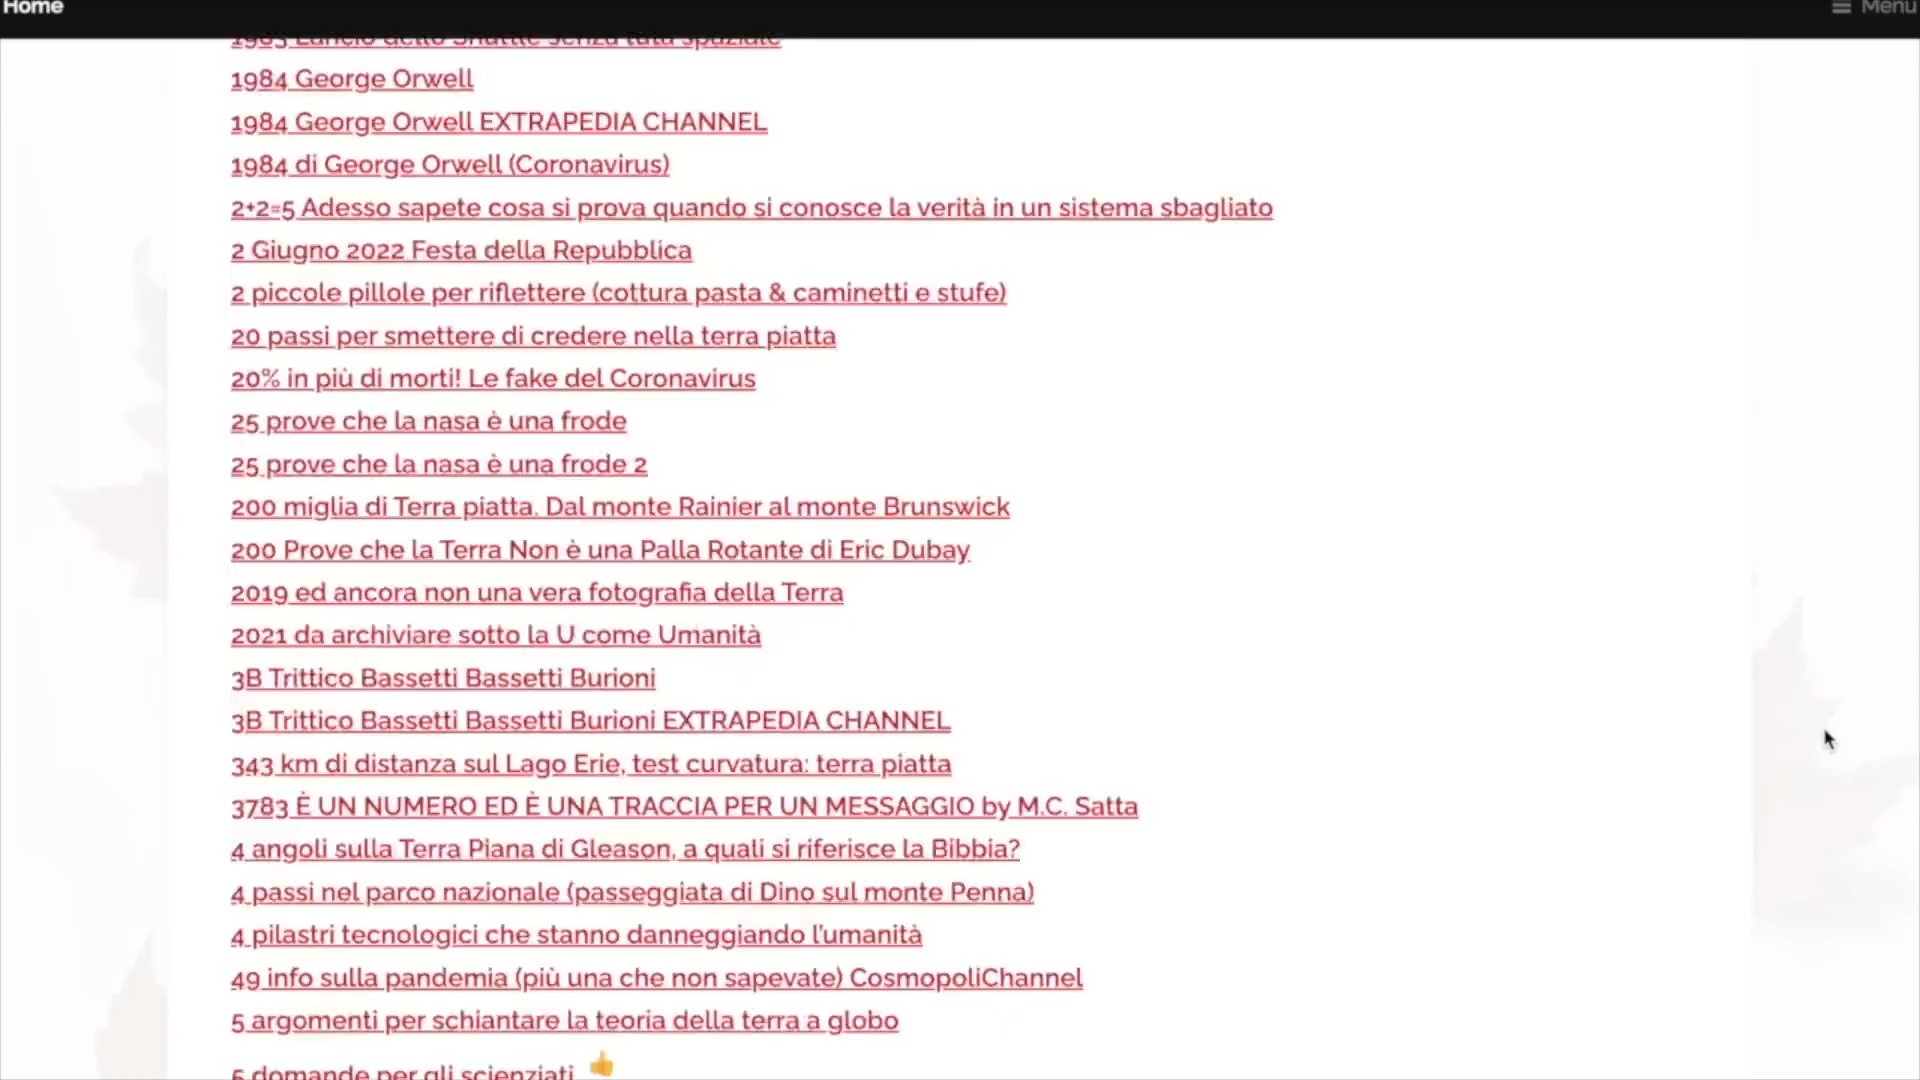 Home
Menu
1983 Lancio dello Shuttle senza tuta spaziale
1984 George Orwell
1984 George Orwell EXTRAPEDIA CHANNEL
1984 di George Orwell (Coronavirus)
2+2=5 Adesso sapete cosa si prova quando si conosce la verità in un sistema sbagliato
2 Giugno 2022 Festa della Repubblica
2 piccole pillole per riflettere (cottura pasta & caminetti e stufe)
20 passi per smettere di credere nella terra piatta
20% in più di morti! Le fake del Coronavirus
25 prove che la nasa è una frode
25 prove che la nasa è una frode 2
200 miglia di Terra piatta. Dal monte Rainier al monte Brunswick
200 Prove che la Terra Non è una Palla Rotante di Eric Dubay
2019 ed ancora non una vera fotografia della Terra
2021 da archiviare sotto la U come Umanità
3B Trittico Bassetti Bassetti Burioni
3B Trittico Bassetti Bassetti Burioni EXTRAPEDIA CHANNEL
343 km di distanza sul Lago Erie, test curvatura: terra piatta
3783 È UN NUMERO ED È UNA TRACCIA PER UN MESSAGGIO by M.C. Satta
4 angoli sulla Terra Piana di Gleason, a quali si riferisce la Bibbia?
4 passi nel parco nazionale (passeggiata di Dino sul monte Penna)
4 pilastri tecnologici che stanno danneggiando l'umanità
49 info sulla pandemia (più una che non sapevate) CosmopoliChannel
5 argomenti per schiantare la teoria della terra a globo
5 domande per gli scienziati 👍